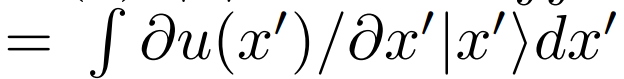 = ∫ ∂u(x′)/∂x′|x′⟩dx′